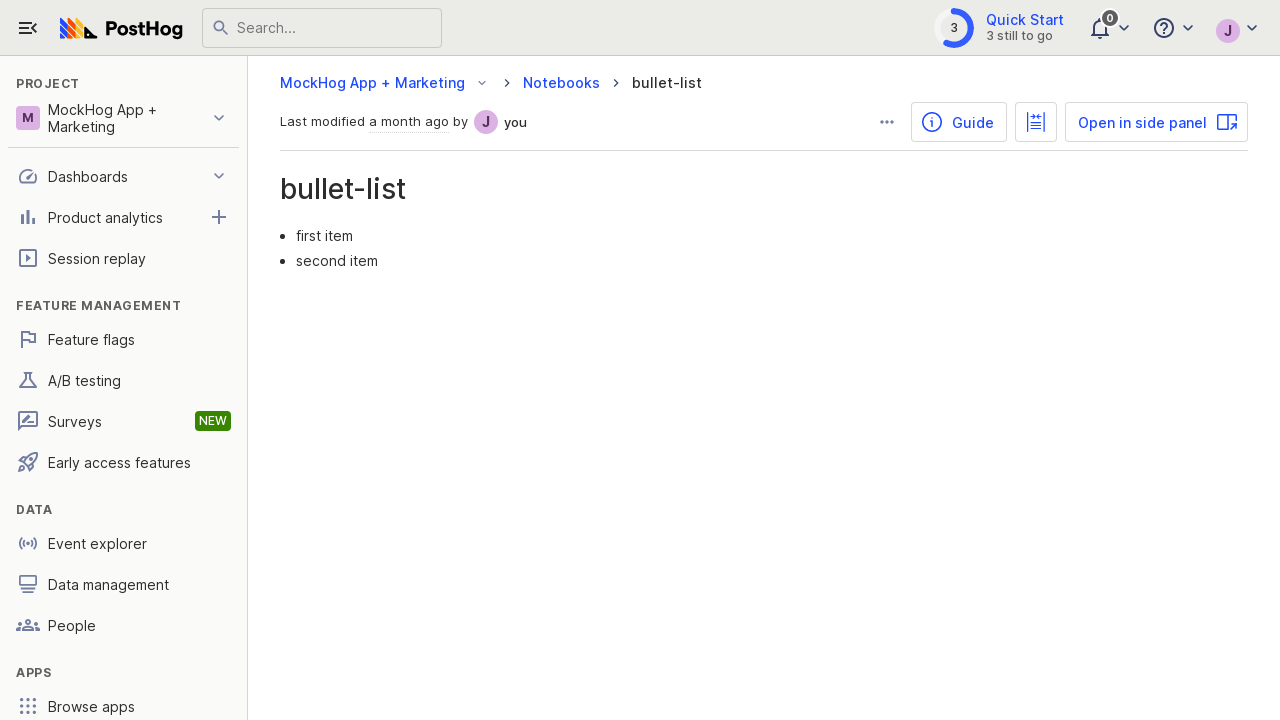 PostHog
Search...
3
Quick Start
3 still to go
0
J
PROJECT
M
MockHog App +
Marketing
Dashboards
Product analytics
Session replay
FEATURE MANAGEMENT
Feature flags
A/B testing
Surveys
NEW
Early access features
DATA
Event explorer
Data management
People
APPS
Browse apps
MockHog App + Marketing
Notebooks
bullet-list
Last modified a month ago by J you
Guide
Open in side panel
bullet-list
• first item
• second item